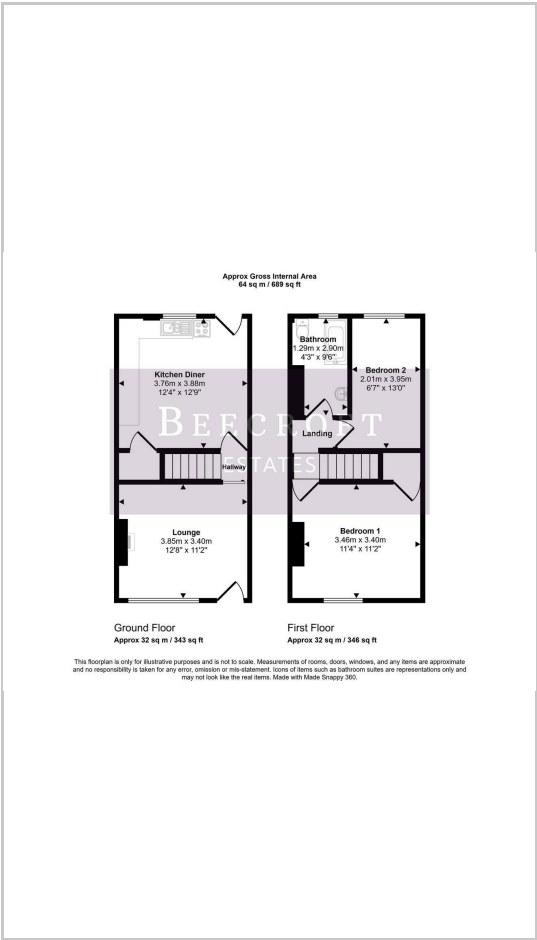 Approx Gross Internal Area
64 sq m / 689 sq ft
Kitchen Diner
3.76m x 3.88m
12'4" x 12'9"
Hallway
Lounge
3.85m x 3.40m
12'8" x 11'2"
Bathroom
1.29m x 2.90m
4'3" x 9'6"
Bedroom 2
2.01m x 3.95m
6'7" x 13'0"
Landing
Bedroom 1
3.46m x 3.40m
11'4" x 11'2"
BEECROFT
ESTATES
Ground Floor
Approx 32 sq m / 343 sq ft
First Floor
Approx 32 sq m / 346 sq ft
This floorplan is only for illustrative purposes and is not to scale. Measurements of rooms, doors, windows, and any items are approximate
and no responsibility is taken for any error, omission or mis-statement. Icons of items such as bathroom suites are representations only and
may not look like the real items. Made with Made Snappy 360.